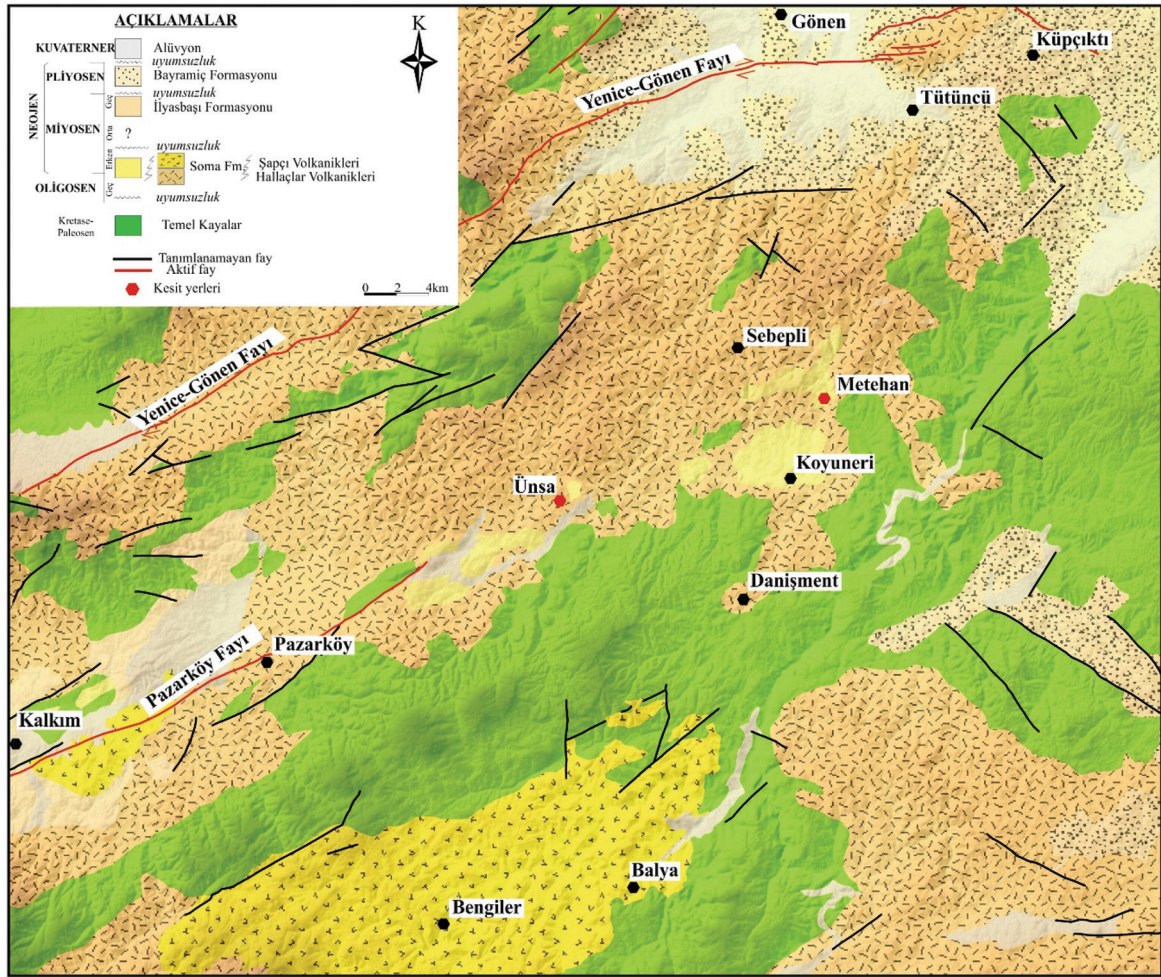 AÇIKLAMALAR
KUVATERNER
Alüvyon
uyumsuzluk
NEOJEN
PLİYOSEN
Bayramiç Formasyonu
uyumsuzluk
MİYOSEN
Geç
İlyasbaşı Formasyonu
Orta
?
uyumsuzluk
Erken
Soma Fm
Şapçı Volkanikleri
Hallaçlar Volkanikleri
OLİGOSEN
Geç
uyumsuzluk
Kretase-
Paleosen
Temel Kayalar
Tanımlanamayan fay
Aktif fay
Kesit yerleri
0 2 4km
K
Gönen
Küpçıktı
Yenice-Gönen Fayı
Tütüncü
Sebepli
Yenice-Gönen Fayı
Metehan
Koyuneri
Ünsa
Danişment
Pazarköy
Pazarköy Fayı
Kalkım
Balya
Bengiler